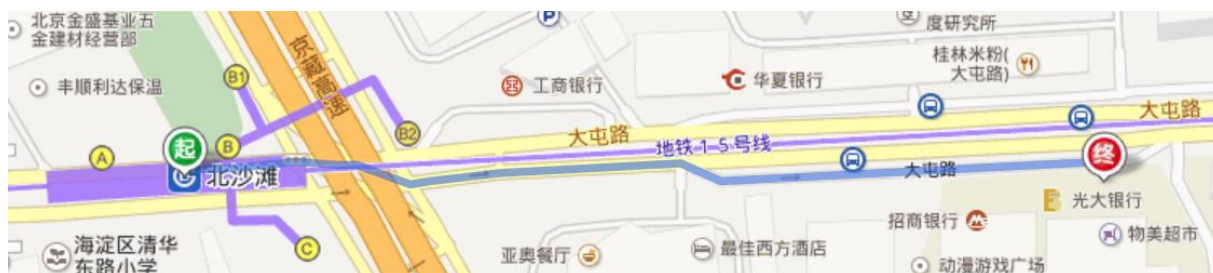 北京金盛基业五
金建材经营部
丰顺利达保温
B1
京藏高速
A
起
B
B2
北沙滩
C
海淀区清华
东路小学
P
工商银行
华夏银行
度研究所
桂林米粉(
大屯路)
大屯路
大屯路
地铁15号线
大屯路
终
光大银行
招商银行
物美超市
亚奥餐厅
最佳西方酒店
动漫游戏广场